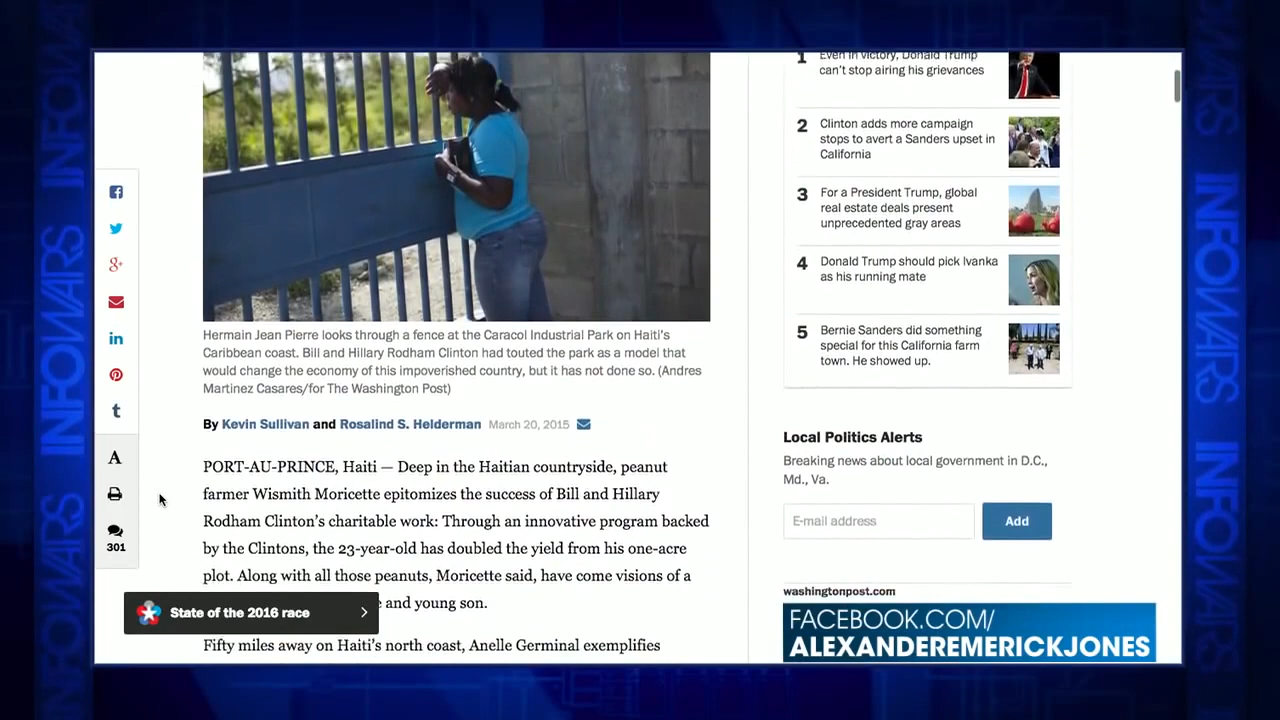 Hermain Jean Pierre looks through a fence at the Caracol Industrial Park on Haiti's
Caribbean coast. Bill and Hillary Rodham Clinton had touted the park as a model that
would change the economy of this impoverished country, but it has not done so. (Andres
Martinez Casares/for The Washington Post)
By Kevin Sullivan and Rosalind S. Helderman March 20, 2015
PORT-AU-PRINCE, Haiti — Deep in the Haitian countryside, peanut
farmer Wismith Moricette epitomizes the success of Bill and Hillary
Rodham Clinton's charitable work: Through an innovative program backed
by the Clintons, the 23-year-old has doubled the yield from his one-acre
plot. Along with all those peanuts, Moricette said, have come visions of a
and young son.
Fifty miles away on Haiti's north coast, Anelle Germinal exemplifies
A
301
State of the 2016 race
1 Even in victory, Donald Trump
can't stop airing his grievances
2 Clinton adds more campaign
stops to avert a Sanders upset in
California
3 For a President Trump, global
real estate deals present
unprecedented gray areas
4 Donald Trump should pick Ivanka
as his running mate
5 Bernie Sanders did something
special for this California farm
town. He showed up.
Local Politics Alerts
Breaking news about local government in D.C.,
Md., Va.
E-mail address
Add
washingtonpost.com
FACEBOOK.COM/
ALEXANDEREMERICKJONES
INFOWARS
INFOWARS
INFOWARS
INFOWARS